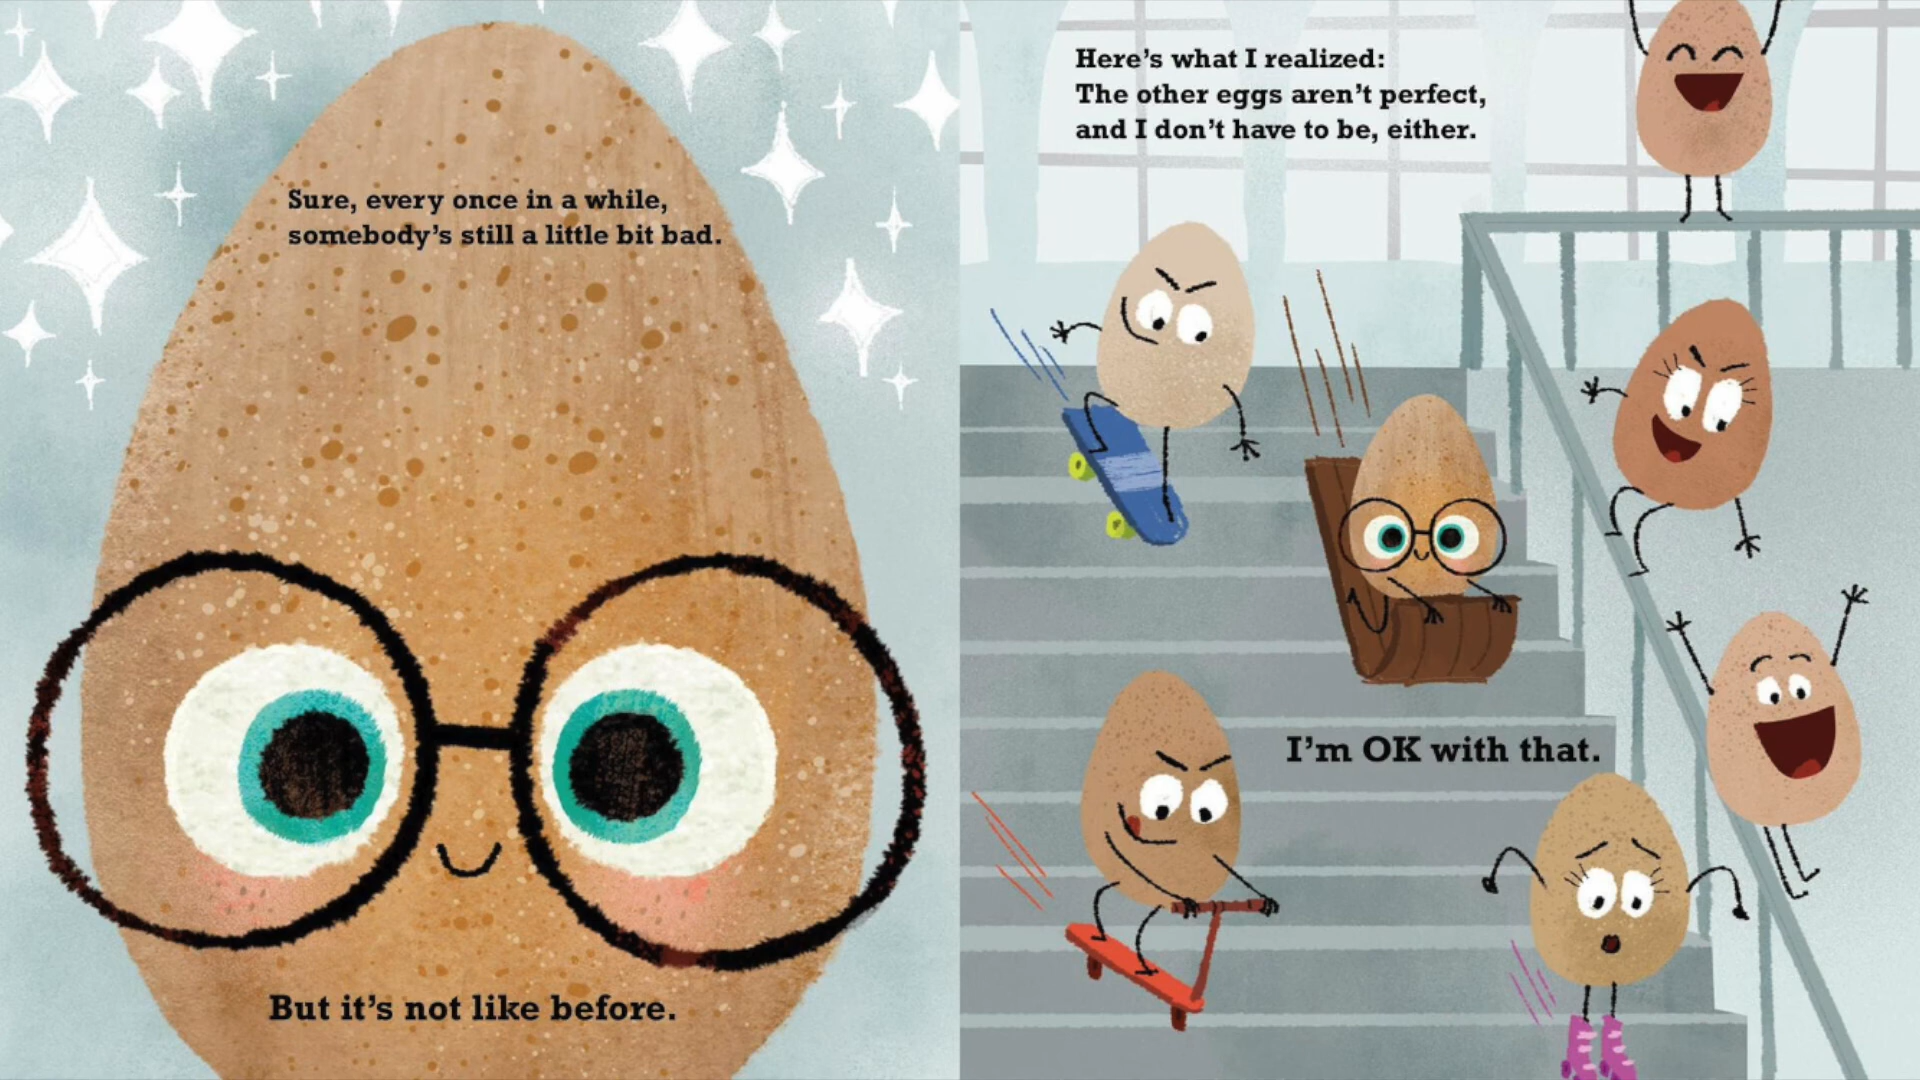 Sure, every once in a while,
somebody's still a little bit bad.
But it's not like before.
Here's what I realized:
The other eggs aren't perfect,
and I don't have to be, either.
I'm OK with that.